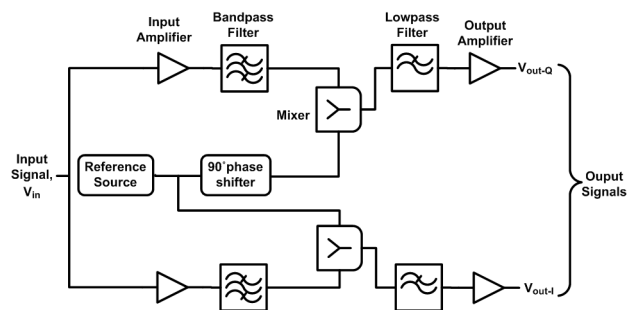 Input
Amplifier
Bandpass
Filter
Lowpass
Filter
Output
Amplifier
Vout-Q
Mixer
Input
Signal,
Vin
Reference
Source
90°phase
shifter
Ouput
Signals
Vout-I